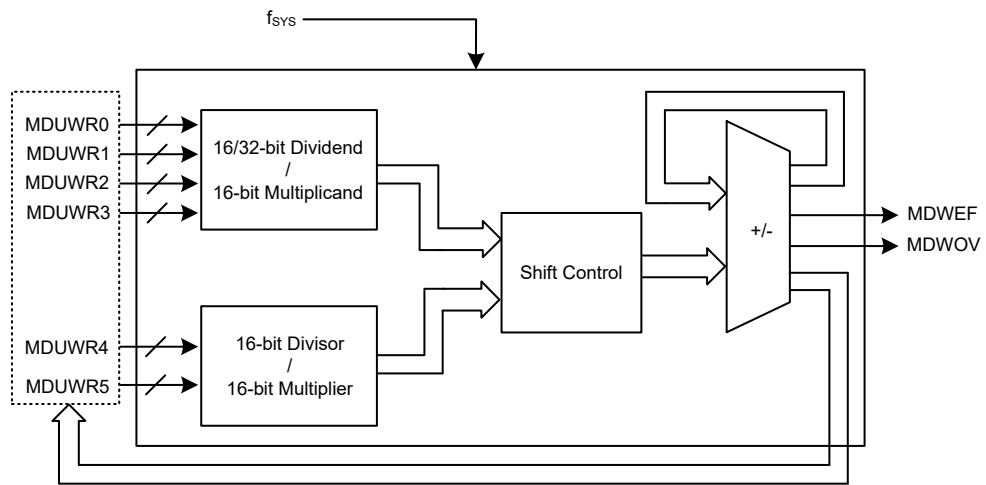 fSYS
MDUWR0
MDUWR1
MDUWR2
MDUWR3
16/32-bit Dividend
/
16-bit Multiplicand
Shift Control
+/-
MDWEF
MDWOV
MDUWR4
MDUWR5
16-bit Divisor
/
16-bit Multiplier